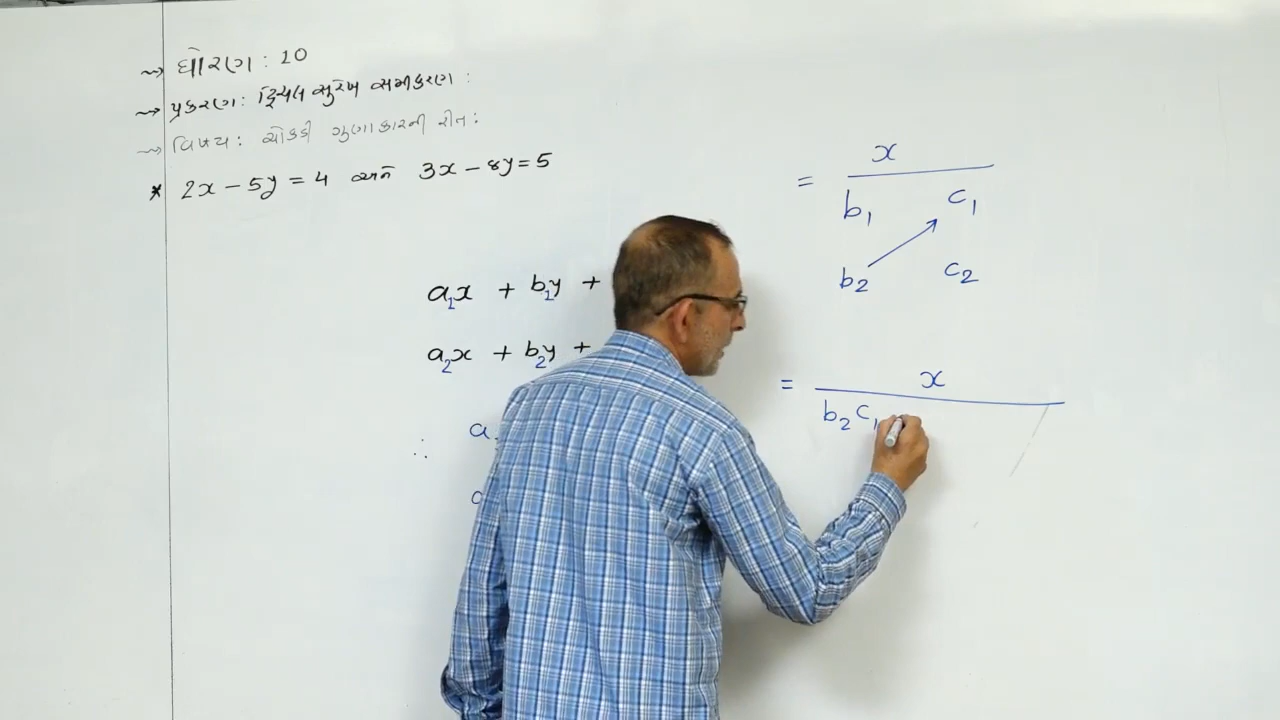 ⇝ ધોરણ : 10
⇝ પ્રકરણ : દ્વિચલ સુરેખ સમીકરણ :
⇝ વિષય : ચોકડી ગુણાકારની રીત :
* 2x − 5y = 4 અને 3x − 8y = 5
a₁x + b₁y +
a₂x + b₂y +
∴ a
a
= x
b₁ c₁
b₂ c₂
= x
b₂c₁